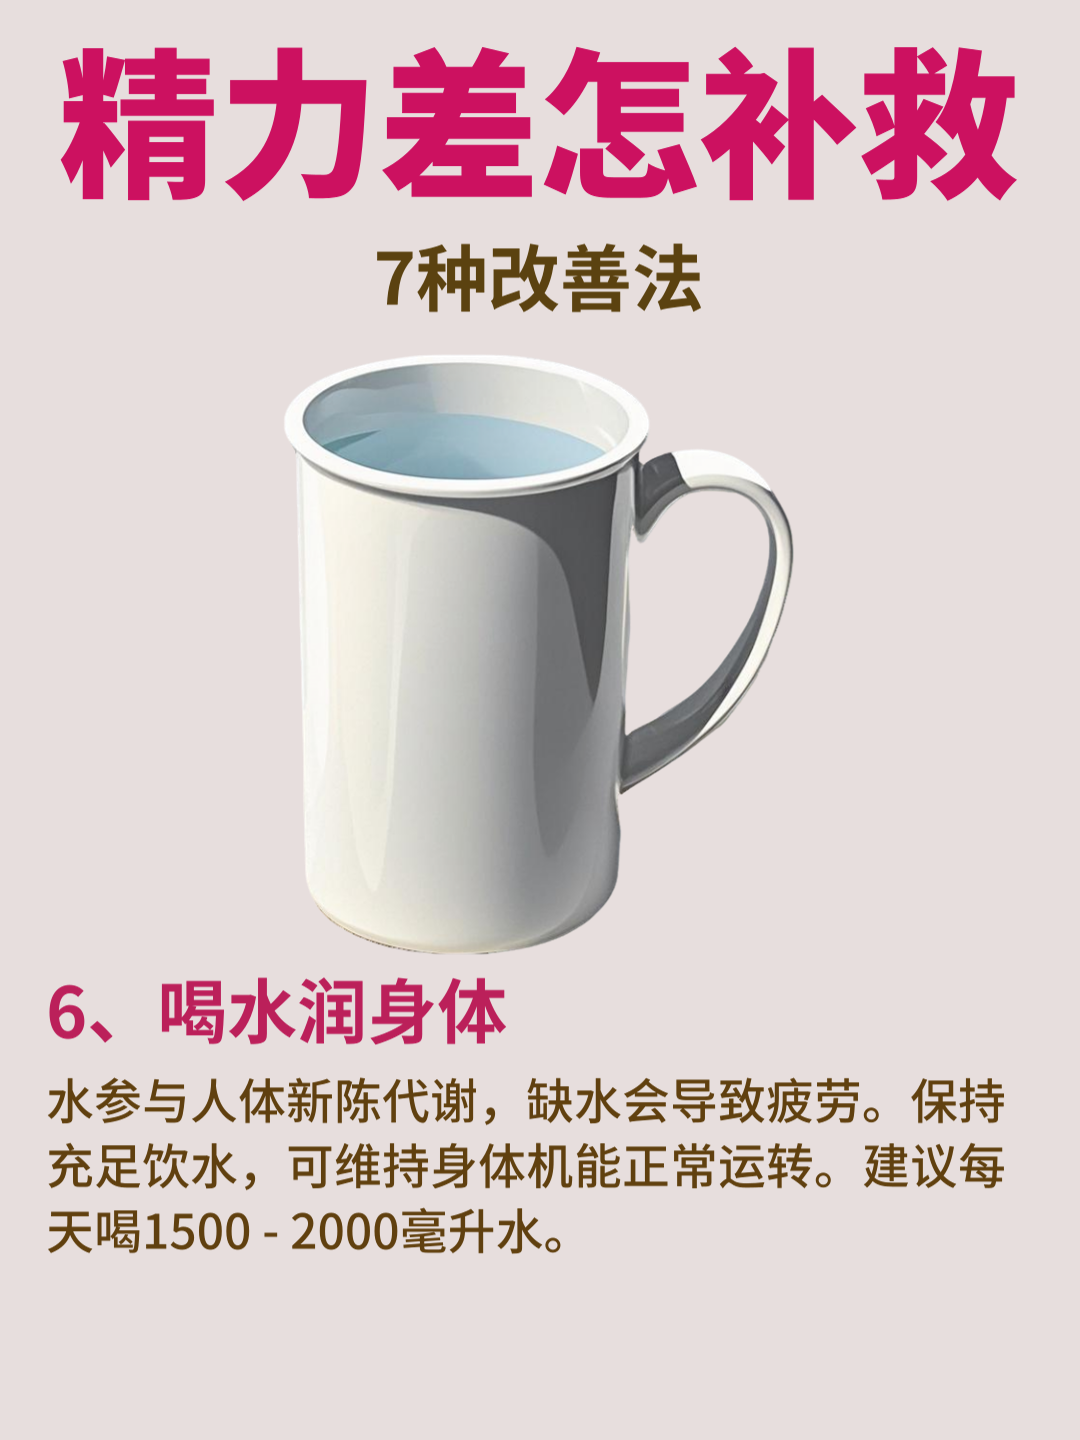 精力差怎补救
7种改善法
6、喝水润身体
水参与人体新陈代谢，缺水会导致疲劳。保持
充足饮水，可维持身体机能正常运转。建议每
天喝1500 - 2000毫升水。